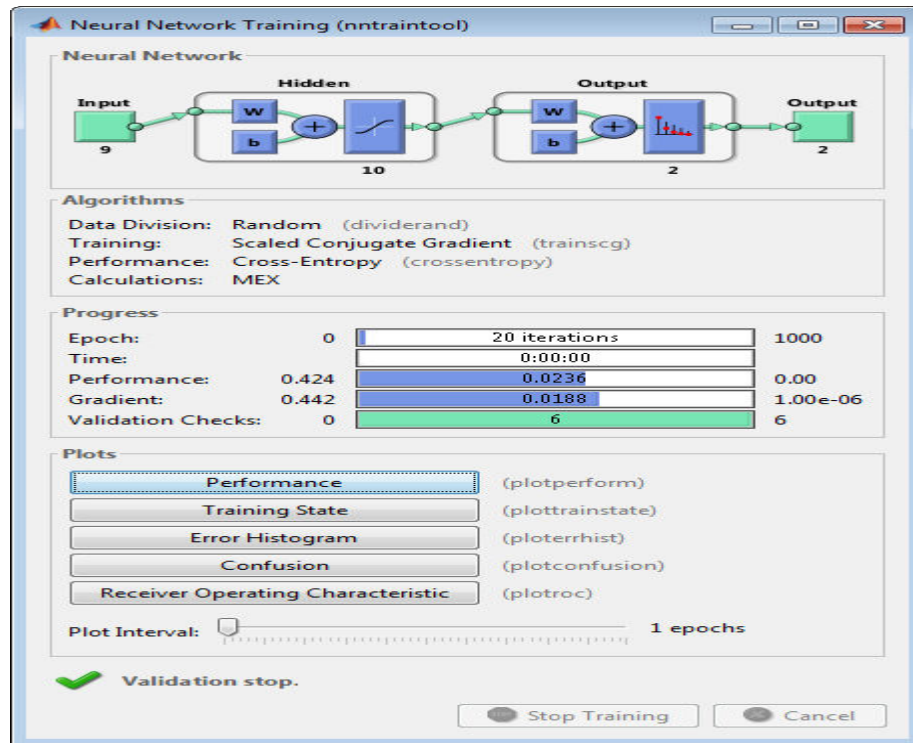 Neural Network Training (nntraintool)
Neural Network
Hidden
Output
Input
W
b
W
b
Output
9
10
2
2
Algorithms
Data Division: Random (dividerand)
Training: Scaled Conjugate Gradient (trainscg)
Performance: Cross-Entropy (crossentropy)
Calculations: MEX
Progress
Epoch: 0 20 iterations 1000
Time: 0:00:00
Performance: 0.424 0.0236 0.00
Gradient: 0.442 0.0188 1.00e-06
Validation Checks: 0 6 6
Plots
Performance (plotperform)
Training State (plottrainstate)
Error Histogram (ploterrhist)
Confusion (plotconfusion)
Receiver Operating Characteristic (plotroc)
Plot Interval: 1 epochs
Validation stop.
Stop Training Cancel